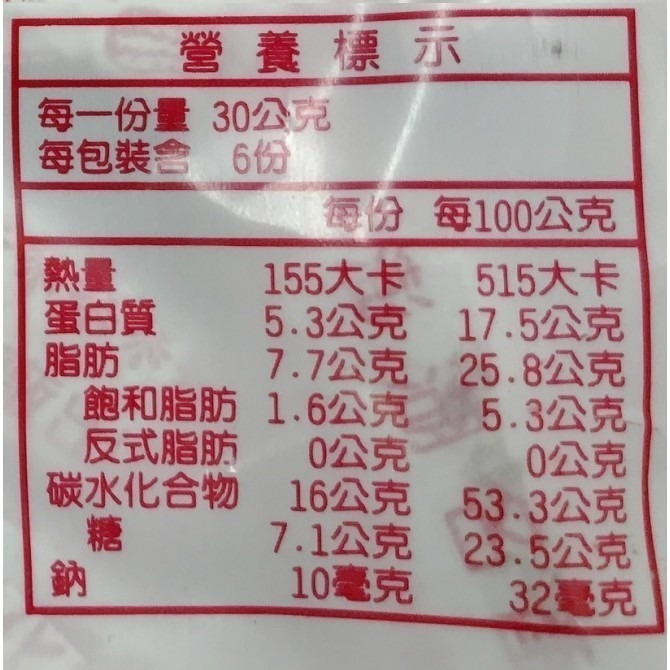 營養標示
每一份量 30公克
每包裝含 6份
每份 每100公克
熱量 155大卡 515大卡
蛋白質 5.3公克 17.5公克
脂肪 7.7公克 25.8公克
飽和脂肪 1.6公克 5.3公克
反式脂肪 0公克 0公克
碳水化合物 16公克 53.3公克
糖 7.1公克 23.5公克
鈉 10毫克 32毫克